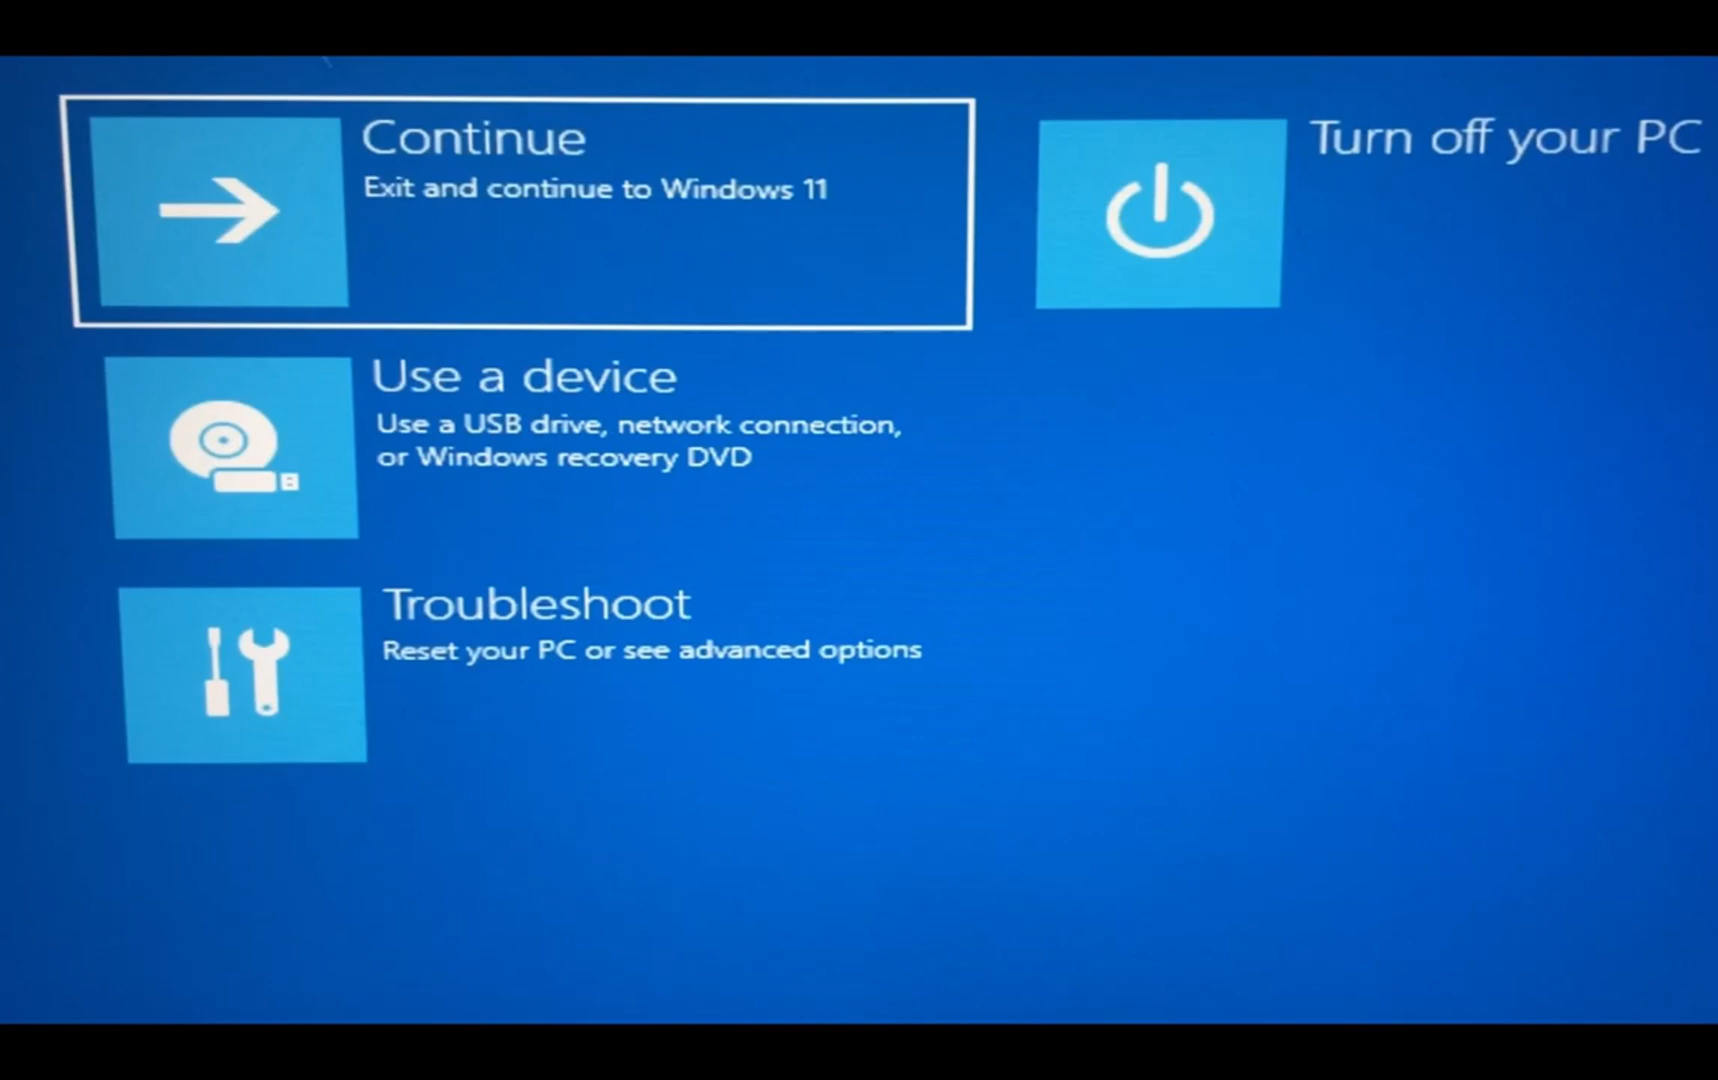 Continue
Exit and continue to Windows 11
Turn off your PC
Use a device
Use a USB drive, network connection,
or Windows recovery DVD
Troubleshoot
Reset your PC or see advanced options